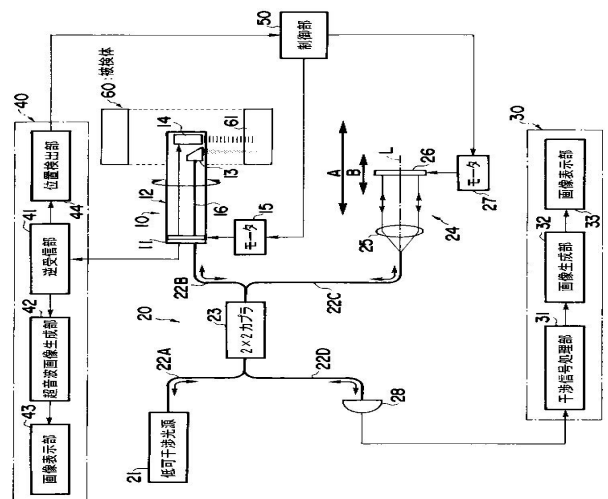 40
43
画像表示部
42
超音波画像生成部
41
逆受信部
44
位置検出部
50
制御部
60:被検体
61
10
11
12
13
14
16
15
モータ
20
21
低可干渉光源
22A
22B
22C
22D
23
2×2カプラ
24
25
26
27
モータ
A
B
L
28
30
31
干渉信号処理部
32
画像生成部
33
画像表示部